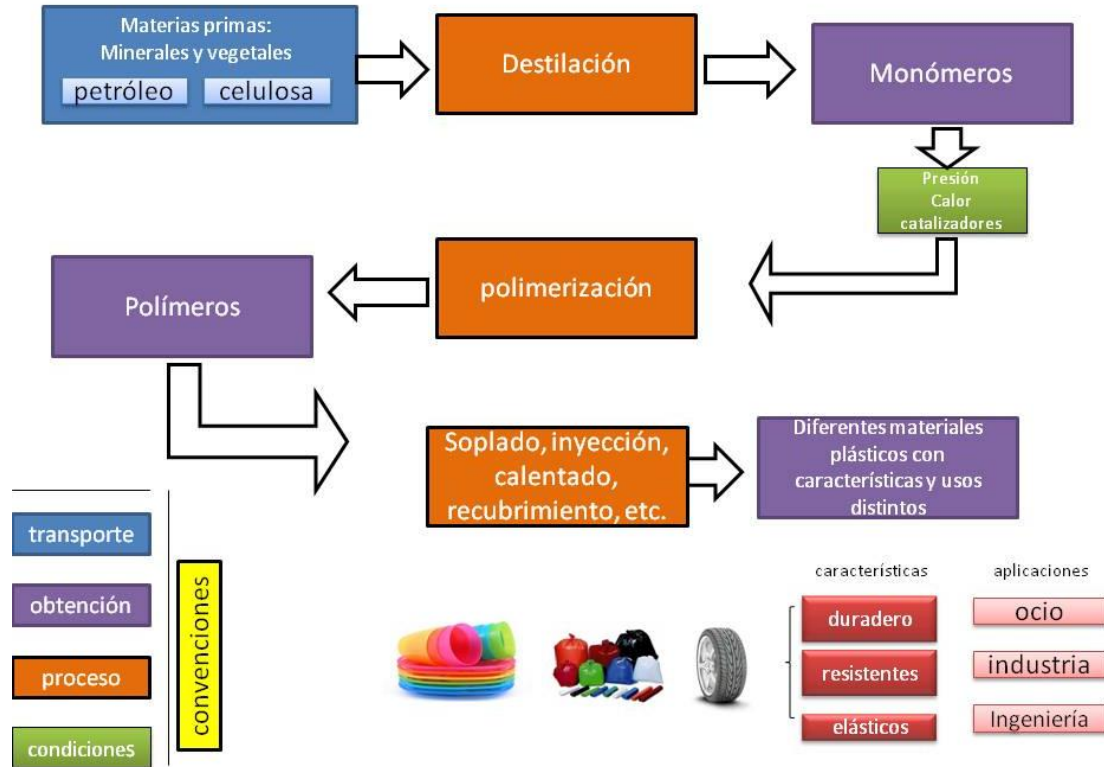 Materias primas:
Minerales y vegetales
petróleo
celulosa
Destilación
Monómeros
Presión
Calor
catalizadores
polimerización
Polímeros
Soplado, inyección,
calentado,
recubrimiento, etc.
Diferentes materiales
plásticos con
características y usos
distintos
transporte
obtención
proceso
condiciones
convenciones
características
duradero
resistentes
elásticos
aplicaciones
ocio
industria
Ingeniería